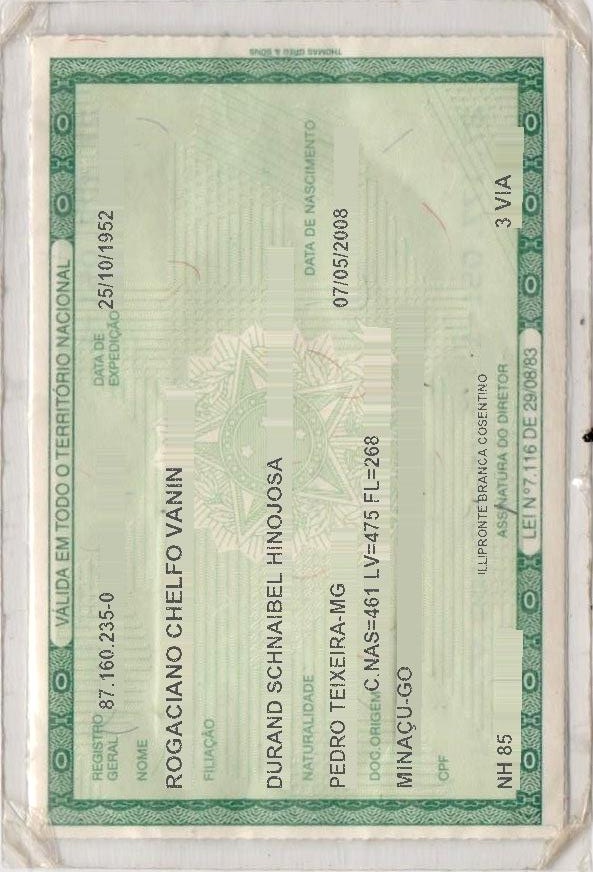 VÁLIDA EM TODO O TERRITÓRIO NACIONAL
REGISTRO GERAL 87.160.235-0 DATA DE EXPEDIÇÃO 25/10/1952
NOME
ROGACIANO CHELFO VANIN
FILIAÇÃO
DURAND SCHNAIBEL HINOJOSA
NATURALIDADE DATA DE NASCIMENTO
PEDRO TEIXEIRA-MG 07/05/2008
DOC.ORIGEM C.NAS=461 LV=475 FL=268
MINAÇU-GO
CPF
ILLIPRONTE BRANCA COSENTINO
NH 85 ASSINATURA DO DIRETOR 3 VIA
LEI Nº 7.116 DE 29/08/83
THOMAS GREG & SONS